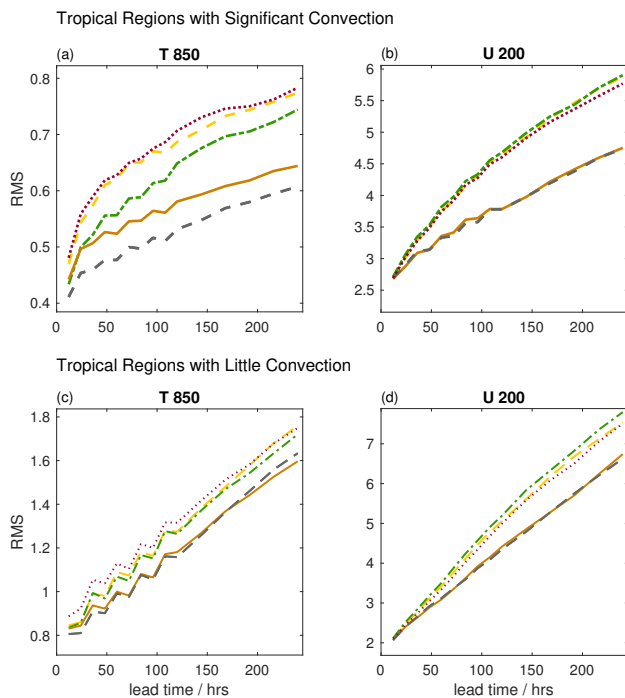 Tropical Regions with Significant Convection
(a) T 850
(b) U 200
0.8
0.7
0.6
0.5
0.4
RMS
0 50 100 150 200
6
5.5
5
4.5
4
3.5
3
2.5
0 50 100 150 200
Tropical Regions with Little Convection
(c) T 850
(d) U 200
1.8
1.6
1.4
1.2
1
0.8
RMS
0 50 100 150 200
lead time / hrs
7
6
5
4
3
2
0 50 100 150 200
lead time / hrs